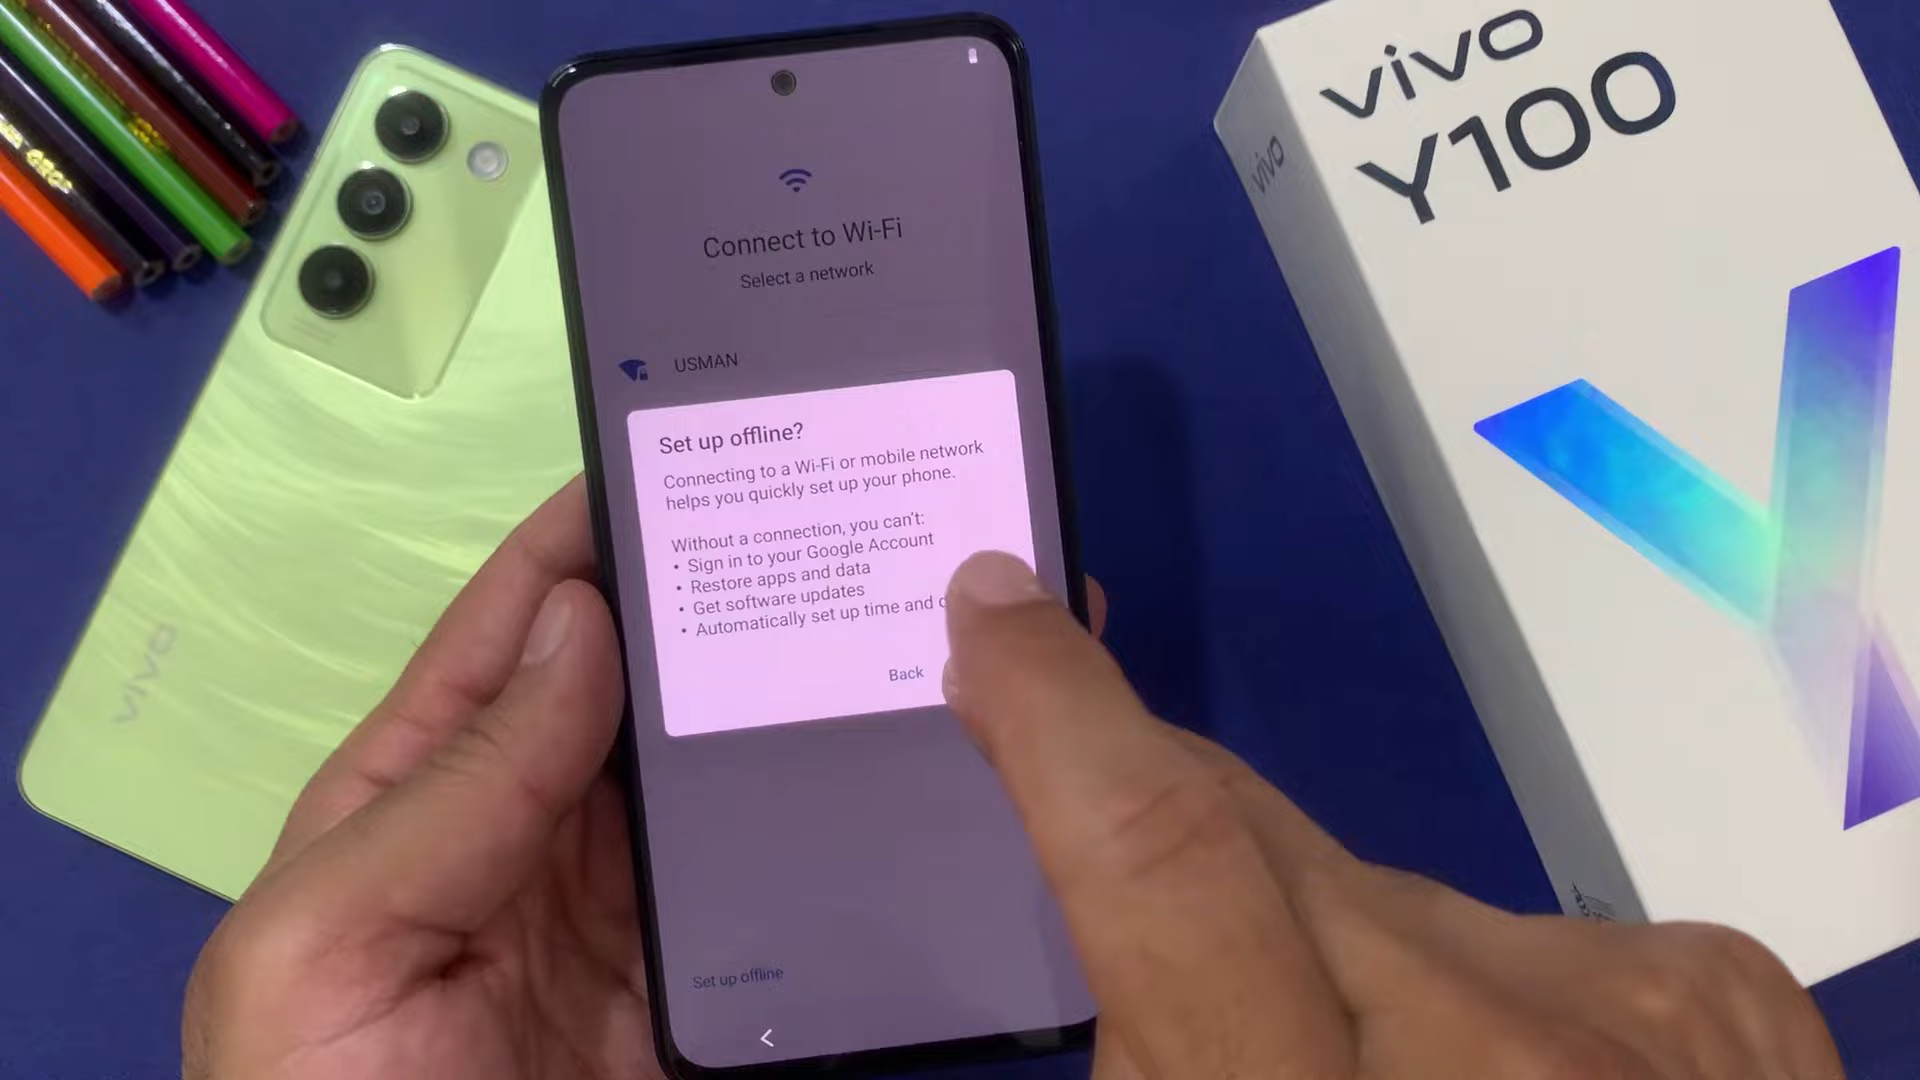 vivo
Y100
vivo
Connect to Wi-Fi
Select a network
USMAN
Set up offline?
Connecting to a Wi-Fi or mobile network
helps you quickly set up your phone.
Without a connection, you can't:
• Sign in to your Google Account
• Restore apps and data
• Get software updates
• Automatically set up time and
Back
Set up offline
vivo